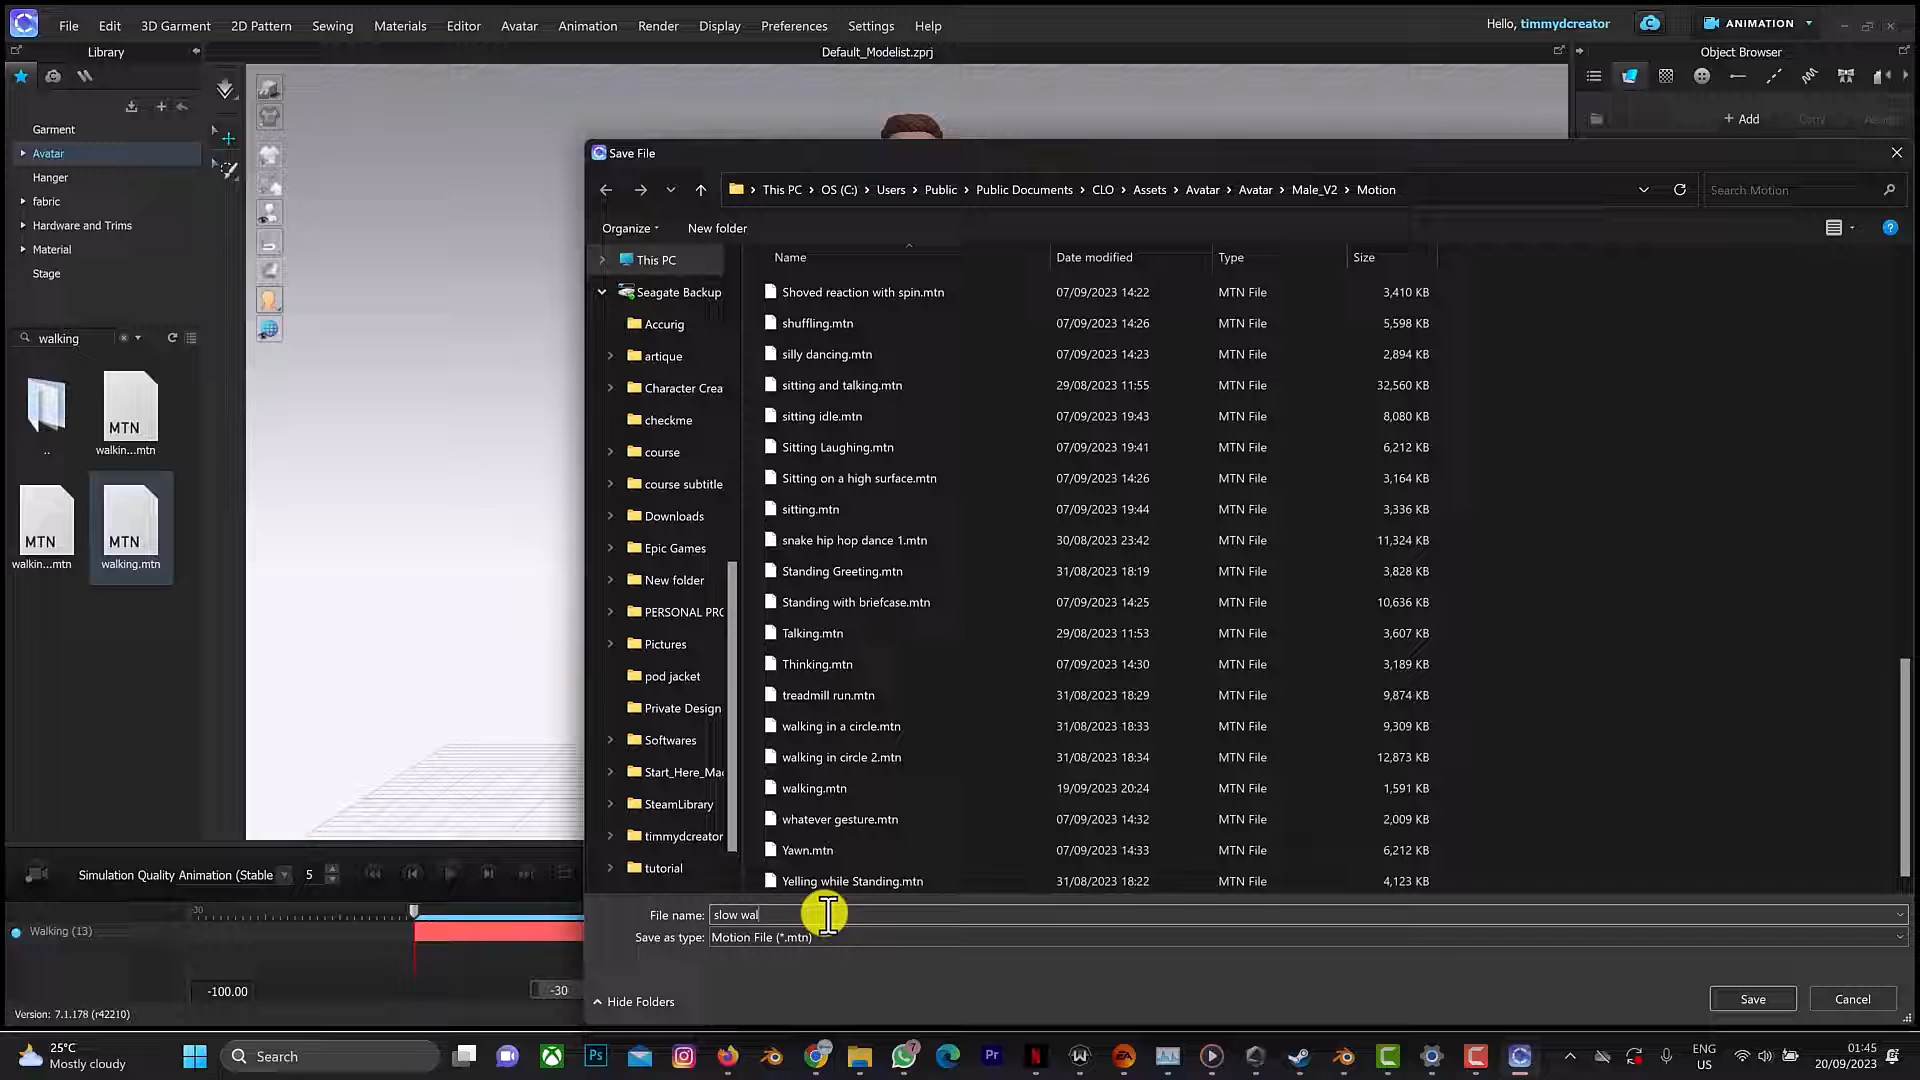 File Edit 3D Garment 2D Pattern Sewing Materials Editor Avatar Animation Render Display Preferences Settings Help
Hello, timmydcreator
ANIMATION
Library
Default_Modelist.zprj
Object Browser
+ Add
Copy
Garment
Avatar
Hanger
fabric
Hardware and Trims
Material
Stage
walking
MTN
walkin...mtn
..
MTN
walkin...mtn
MTN
walking.mtn
Save File
This PC > OS (C:) > Users > Public > Public Documents > CLO > Assets > Avatar > Avatar > Male_V2 > Motion
Search Motion
Organize
New folder
This PC
Seagate Backup
Accurig
artique
Character Crea
checkme
course
course subtitle
Downloads
Epic Games
New folder
PERSONAL PRO
Pictures
pod jacket
Private Design
Softwares
Start_Here_Mac
SteamLibrary
timmydcreator
tutorial
Name Date modified Type Size
Shoved reaction with spin.mtn 07/09/2023 14:22 MTN File 3,410 KB
shuffling.mtn 07/09/2023 14:26 MTN File 5,598 KB
silly dancing.mtn 07/09/2023 14:23 MTN File 2,894 KB
sitting and talking.mtn 29/08/2023 11:55 MTN File 32,560 KB
sitting idle.mtn 07/09/2023 19:43 MTN File 8,080 KB
Sitting Laughing.mtn 07/09/2023 19:41 MTN File 6,212 KB
Sitting on a high surface.mtn 07/09/2023 14:26 MTN File 3,164 KB
sitting.mtn 07/09/2023 19:44 MTN File 3,336 KB
snake hip hop dance 1.mtn 30/08/2023 23:42 MTN File 11,324 KB
Standing Greeting.mtn 31/08/2023 18:19 MTN File 3,828 KB
Standing with briefcase.mtn 07/09/2023 14:25 MTN File 10,636 KB
Talking.mtn 29/08/2023 11:53 MTN File 3,607 KB
Thinking.mtn 07/09/2023 14:30 MTN File 3,189 KB
treadmill run.mtn 31/08/2023 18:29 MTN File 9,874 KB
walking in a circle.mtn 31/08/2023 18:33 MTN File 9,309 KB
walking in circle 2.mtn 31/08/2023 18:34 MTN File 12,873 KB
walking.mtn 19/09/2023 20:24 MTN File 1,591 KB
whatever gesture.mtn 07/09/2023 14:32 MTN File 2,009 KB
Yawn.mtn 07/09/2023 14:33 MTN File 6,212 KB
Yelling while Standing.mtn 31/08/2023 18:22 MTN File 4,123 KB
File name: slow wal
Save as type: Motion File (*.mtn)
Hide Folders
Save
Cancel
Simulation Quality Animation (Stable 5
-30
Walking (13)
-100.00
-30
Version: 7.1.178 (r42210)
25°C
Mostly cloudy
Search
ENG
US
01:45
20/09/2023